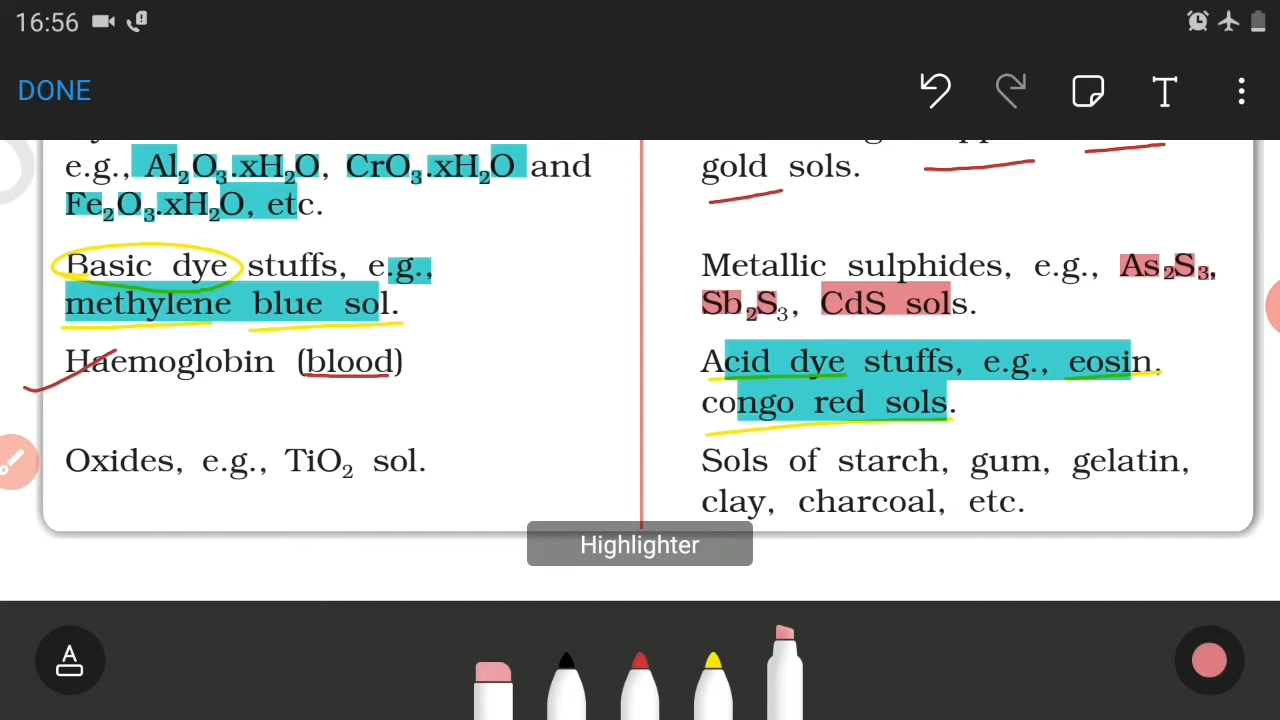 16:56
DONE
e.g., Al₂O₃.xH₂O, CrO₃.xH₂O and
Fe₂O₃.xH₂O, etc.
Basic dye stuffs, e.g.,
methylene blue sol.
Haemoglobin (blood)
Oxides, e.g., TiO₂ sol.
gold sols.
Metallic sulphides, e.g., As₂S₃,
Sb₂S₃, CdS sols.
Acid dye stuffs, e.g., eosin,
congo red sols.
Sols of starch, gum, gelatin,
clay, charcoal, etc.
Highlighter